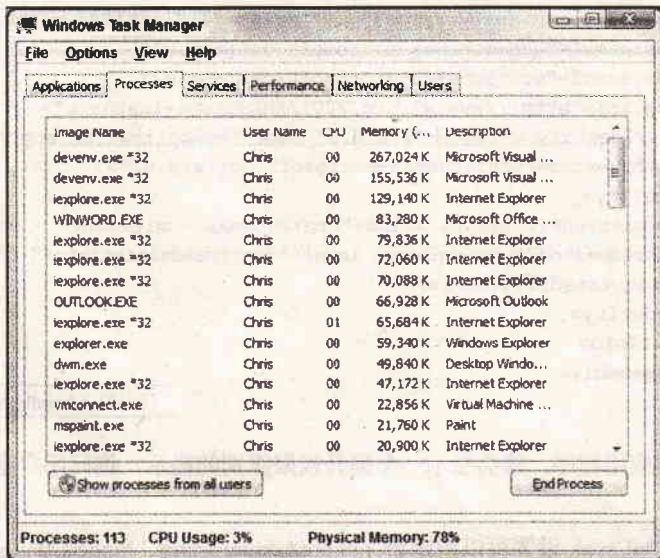 Windows Task Manager
File Options View Help
Applications Processes Services Performance Networking Users
Image Name User Name CPU Memory (... Description
devenv.exe *32 Chris 00 267,024 K Microsoft Visual ...
devenv.exe *32 Chris 00 155,536 K Microsoft Visual ...
iexplore.exe *32 Chris 00 129,140 K Internet Explorer
WINWORD.EXE Chris 00 83,280 K Microsoft Office ...
iexplore.exe *32 Chris 00 79,836 K Internet Explorer
iexplore.exe *32 Chris 00 72,060 K Internet Explorer
iexplore.exe *32 Chris 00 70,088 K Internet Explorer
OUTLOOK.EXE Chris 00 66,928 K Microsoft Outlook
iexplore.exe *32 Chris 01 65,684 K Internet Explorer
explorer.exe Chris 00 59,340 K Windows Explorer
dwm.exe Chris 00 49,840 K Desktop Windo...
iexplore.exe *32 Chris 00 47,172 K Internet Explorer
vmconnect.exe Chris 00 22,856 K Virtual Machine ...
mspaint.exe Chris 00 21,760 K Paint
iexplore.exe *32 Chris 00 20,900 K Internet Explorer
Show processes from all users End Process
Processes: 113 CPU Usage: 3% Physical Memory: 78%